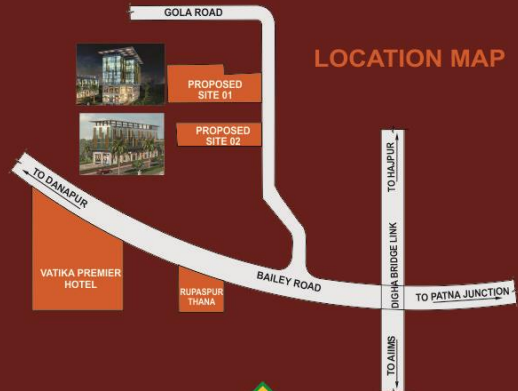 GOLA ROAD
LOCATION MAP
PROPOSED
SITE 01
PROPOSED
SITE 02
TO DANAPUR
TO HAJPUR
DIGHA BRIDGE LINK
VATIKA PREMIER
HOTEL
RUPASPUR
THANA
BAILEY ROAD
TO PATNA JUNCTION
TO AIIMS